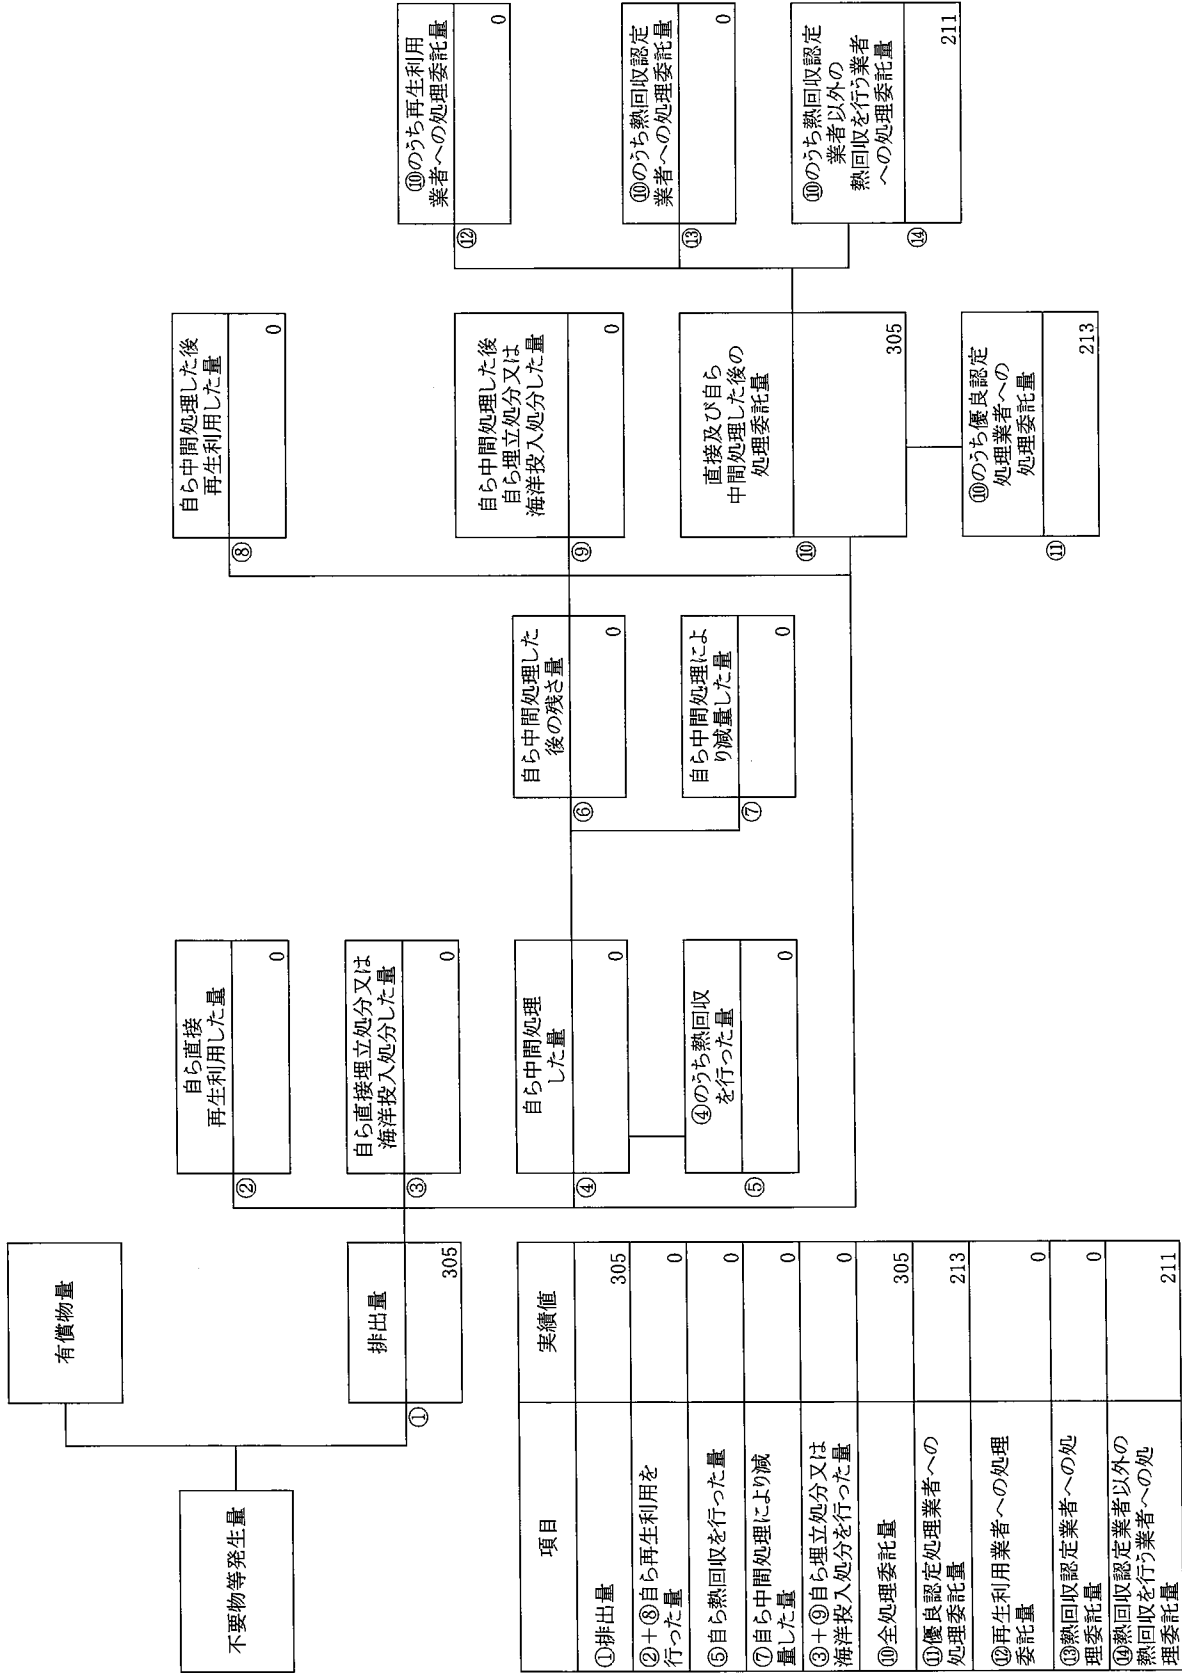 不要物等発生量
有償物量
①
排出量
305
②
自ら直接
再生利用した量
0
③
自ら直接埋立処分又は
海洋投入処分した量
0
④
自ら中間処理
した量
0
⑤
④のうち熱回収
を行った量
0
⑥
自ら中間処理した
後の残さ量
0
⑦
自ら中間処理によ
り減量した量
0
⑧
自ら中間処理した後
再生利用した量
0
⑨
自ら中間処理した後
自ら埋立処分又は
海洋投入処分した量
0
⑩
直接及び自ら
中間処理した後の
処理委託量
305
⑪
⑩のうち優良認定
処理業者への
処理委託量
213
⑫
⑩のうち再生利用
業者への処理委託量
0
⑬
⑩のうち熱回収認定
業者への処理委託量
0
⑭
⑩のうち熱回収認定
業者以外の
熱回収を行う業者
への処理委託量
211
項目 実績値
①排出量 305
②+⑧自ら再生利用を
行った量 0
⑤自ら熱回収を行った量 0
⑦自ら中間処理により減
量した量 0
③+⑨自ら埋立処分又は
海洋投入処分を行った量 0
⑩全処理委託量 305
⑪優良認定処理業者への
処理委託量 213
⑫再生利用業者への処理
委託量 0
⑬熱回収認定業者への処
理委託量 0
⑭熱回収認定業者以外の
熱回収を行う業者への処
理委託量 211